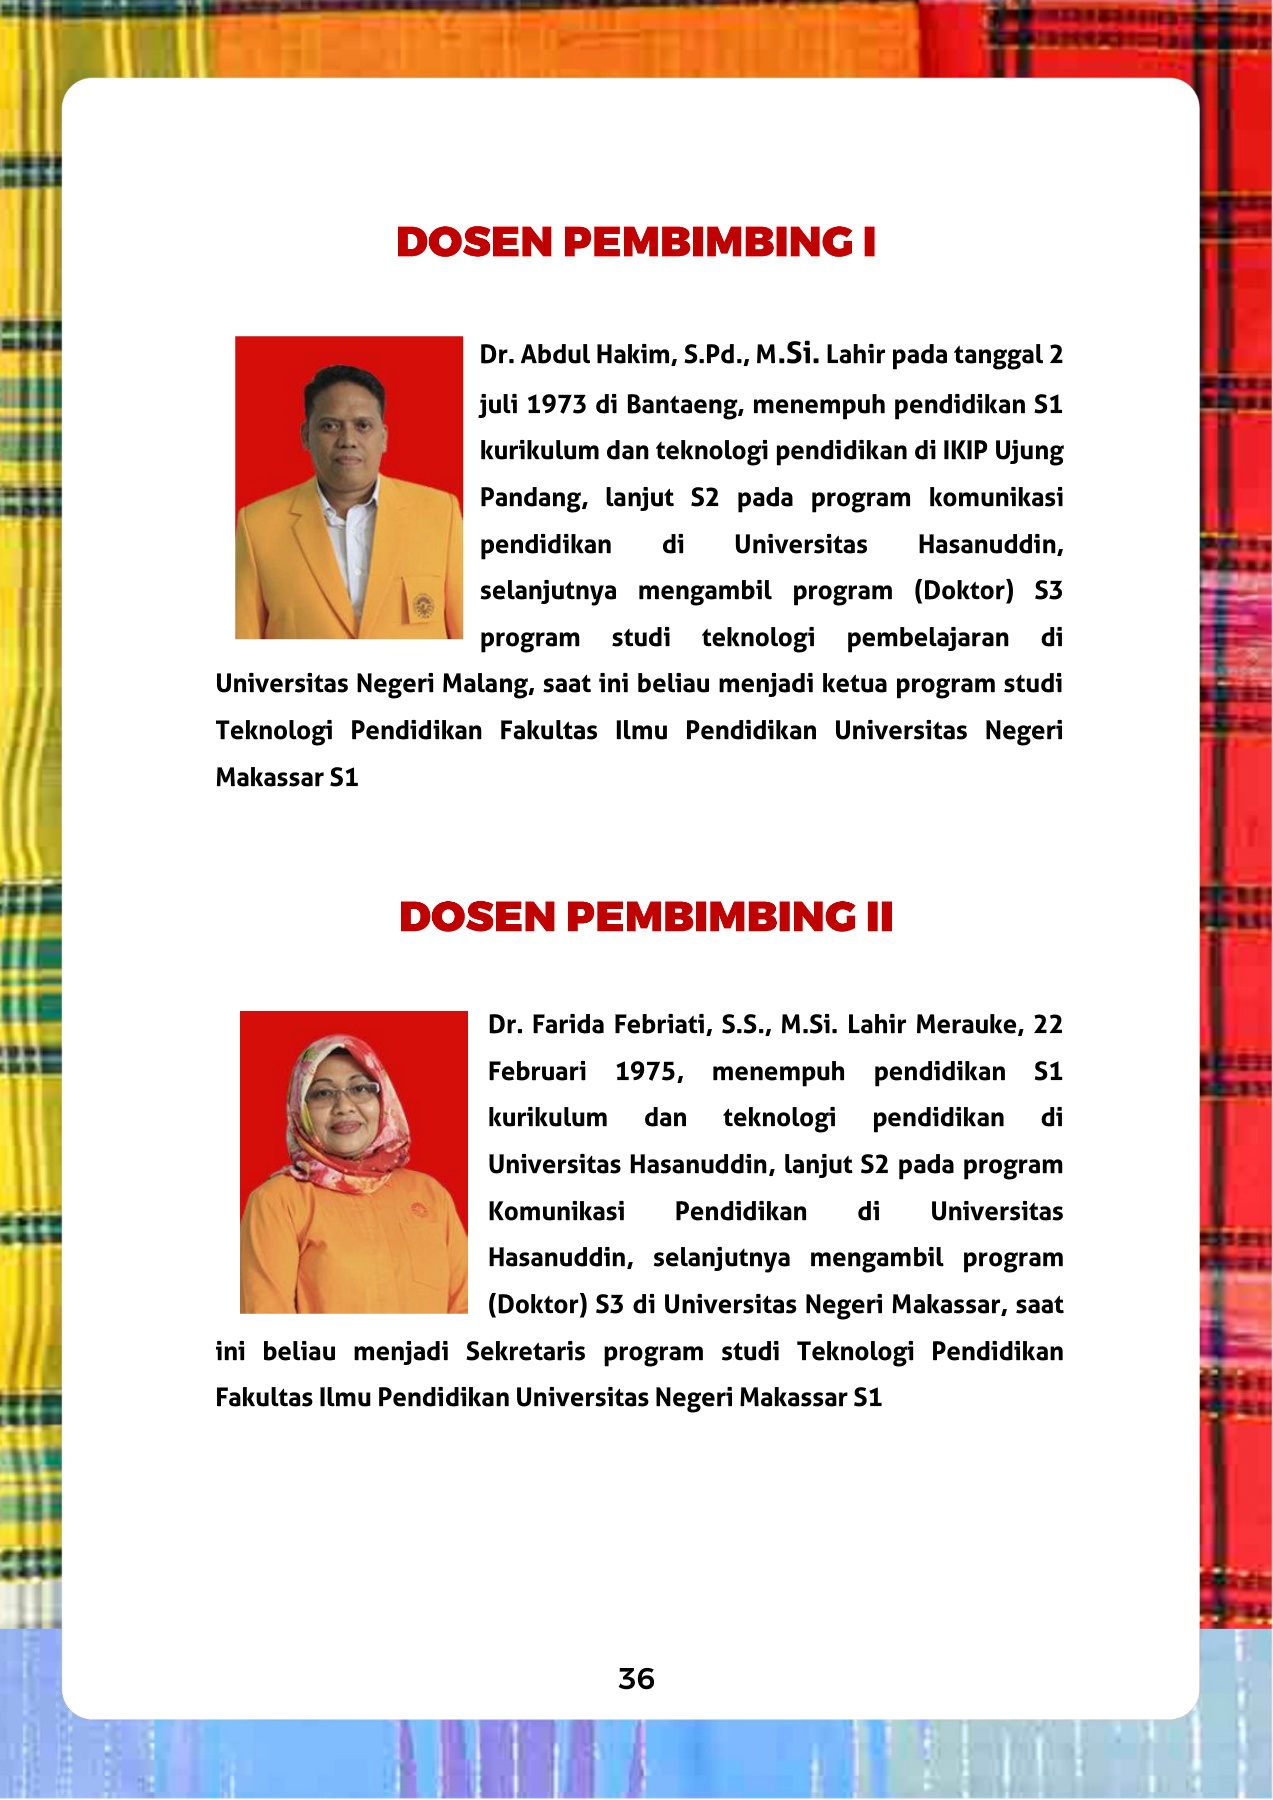 DOSEN PEMBIMBING I
Dr. Abdul Hakim, S.Pd., M.Si. Lahir pada tanggal 2
juli 1973 di Bantaeng, menempuh pendidikan S1
kurikulum dan teknologi pendidikan di IKIP Ujung
Pandang, lanjut S2 pada program komunikasi
pendidikan di Universitas Hasanuddin,
selanjutnya mengambil program (Doktor) S3
program studi teknologi pembelajaran di
Universitas Negeri Malang, saat ini beliau menjadi ketua program studi
Teknologi Pendidikan Fakultas Ilmu Pendidikan Universitas Negeri
Makassar S1
DOSEN PEMBIMBING II
Dr. Farida Febriati, S.S., M.Si. Lahir Merauke, 22
Februari 1975, menempuh pendidikan S1
kurikulum dan teknologi pendidikan di
Universitas Hasanuddin, lanjut S2 pada program
Komunikasi Pendidikan di Universitas
Hasanuddin, selanjutnya mengambil program
(Doktor) S3 di Universitas Negeri Makassar, saat
ini beliau menjadi Sekretaris program studi Teknologi Pendidikan
Fakultas Ilmu Pendidikan Universitas Negeri Makassar S1
36